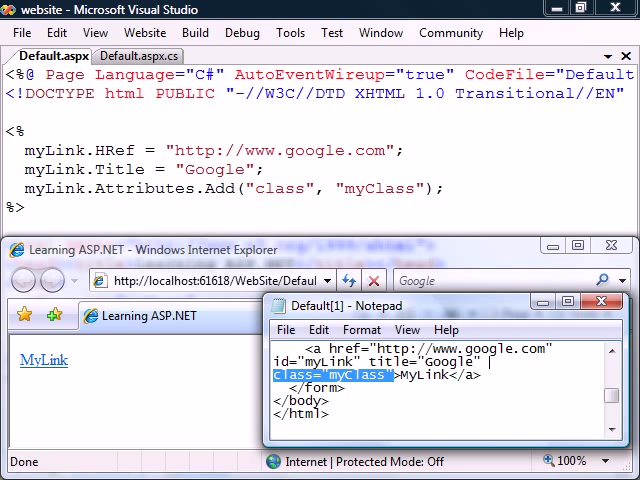 website - Microsoft Visual Studio
File Edit View Website Build Debug Tools Test Window Community
Default.aspx Default.aspx.cs
<%@ Page Language="C#" AutoEventWireup="true" CodeFile="Default
<!DOCTYPE html PUBLIC "-//W3C//DTD XHTML 1.0 Transitional//EN"
<%
myLink.HRef = "http://www.google.com";
myLink.Title = "Google";
myLink.Attributes.Add("class", "myClass");
%>
Learning ASP.NET - Windows Internet Explorer
http://localhost:61618/WebSite/Defaul
Google
Learning ASP.NET
MyLink
Default[1] - Notepad
File Edit Format View Help
<a href="http://www.google.com"
id="myLink" title="Google"
class="myClass">MyLink</a>
</form>
</body>
</html>
Done
Internet | Protected Mode: Off
100%